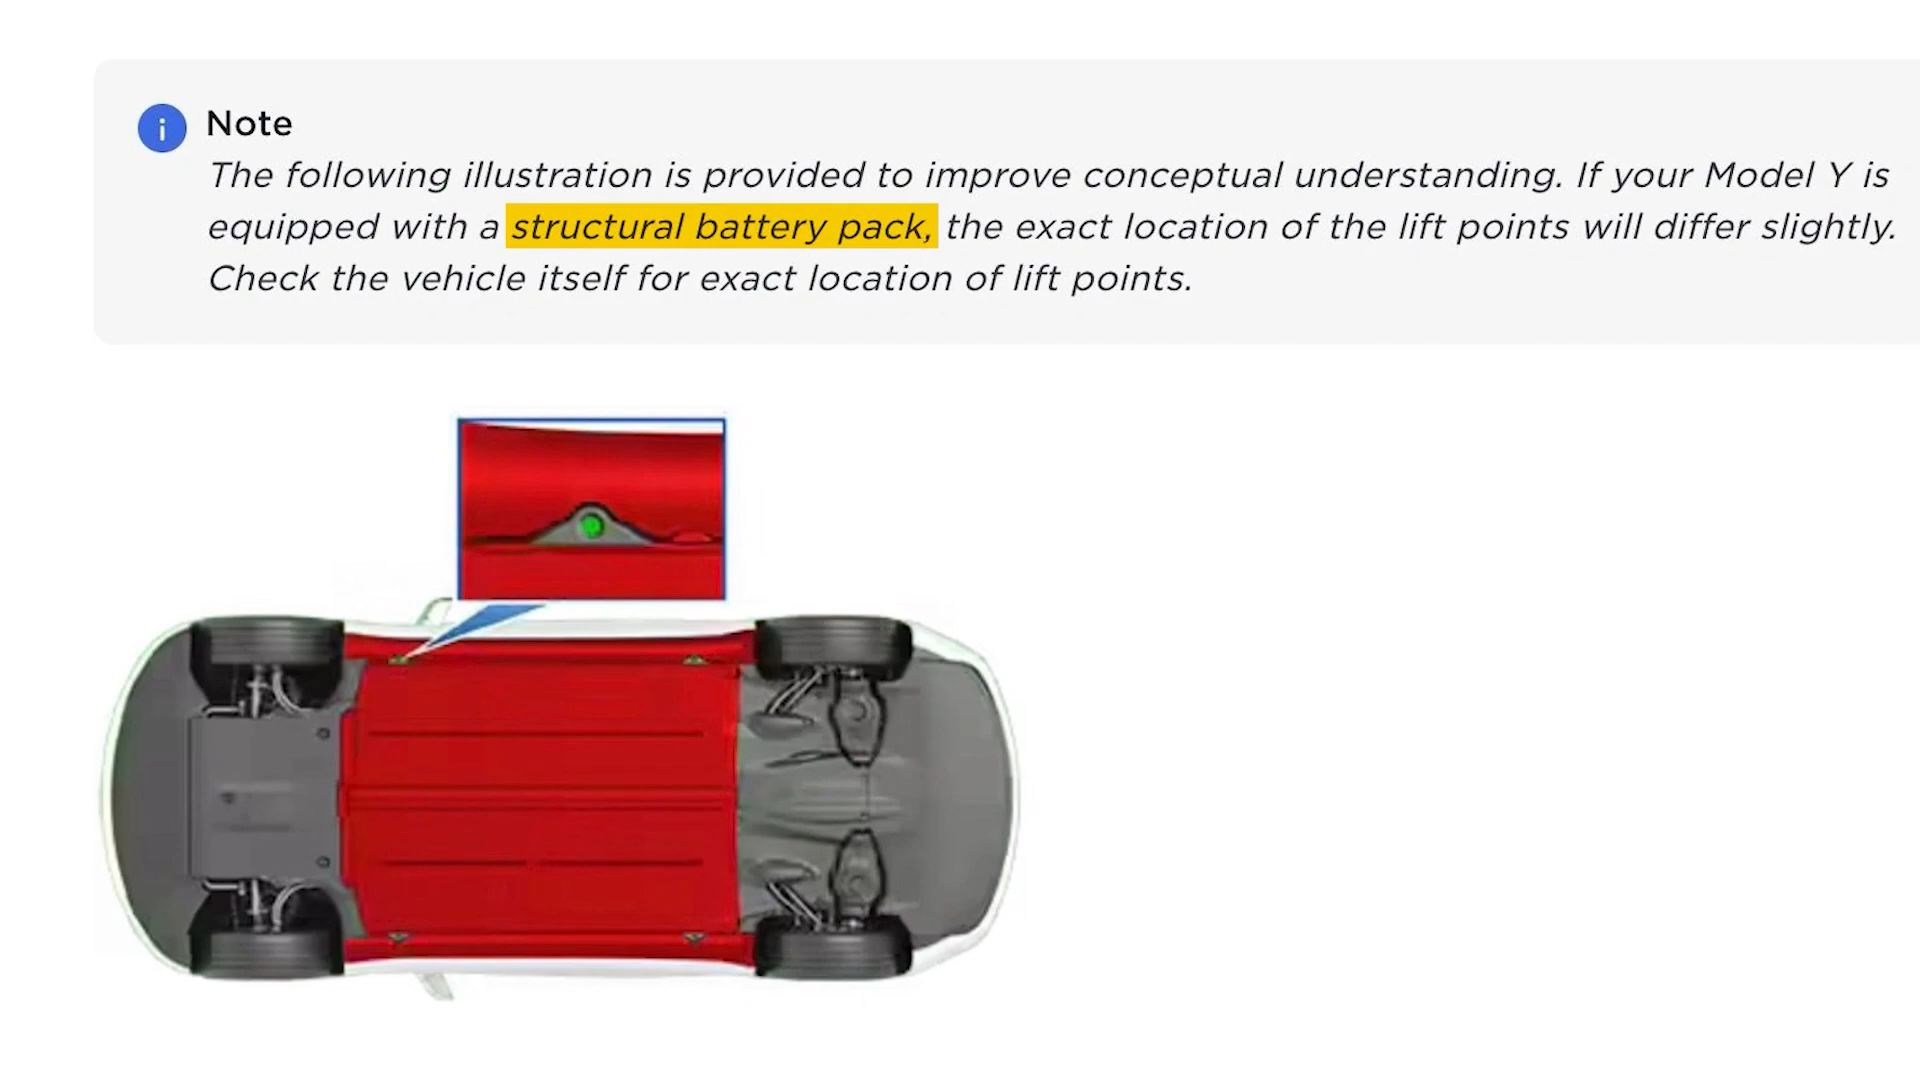 Note
The following illustration is provided to improve conceptual understanding. If your Model Y is
equipped with a structural battery pack, the exact location of the lift points will differ slightly.
Check the vehicle itself for exact location of lift points.